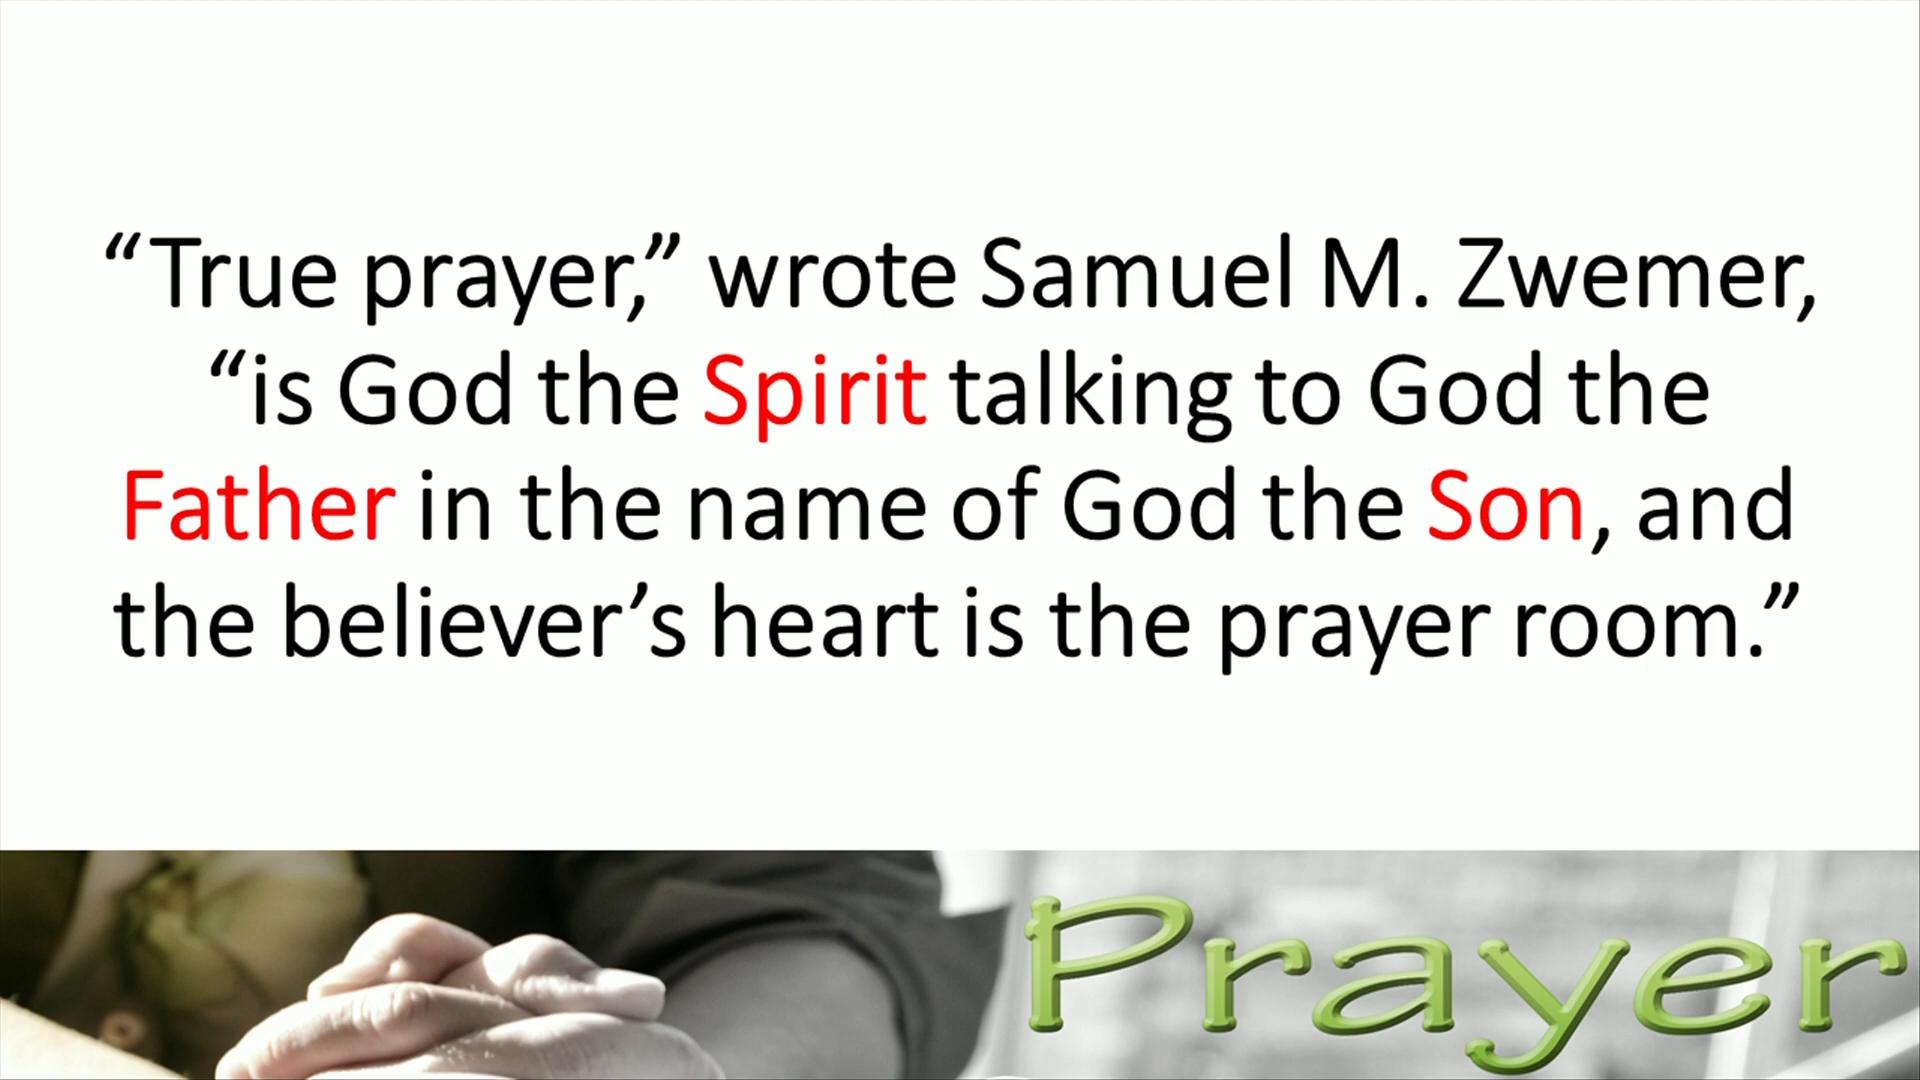 “True prayer,” wrote Samuel M. Zwemer,
“is God the Spirit talking to God the
Father in the name of God the Son, and
the believer’s heart is the prayer room.”
Prayer